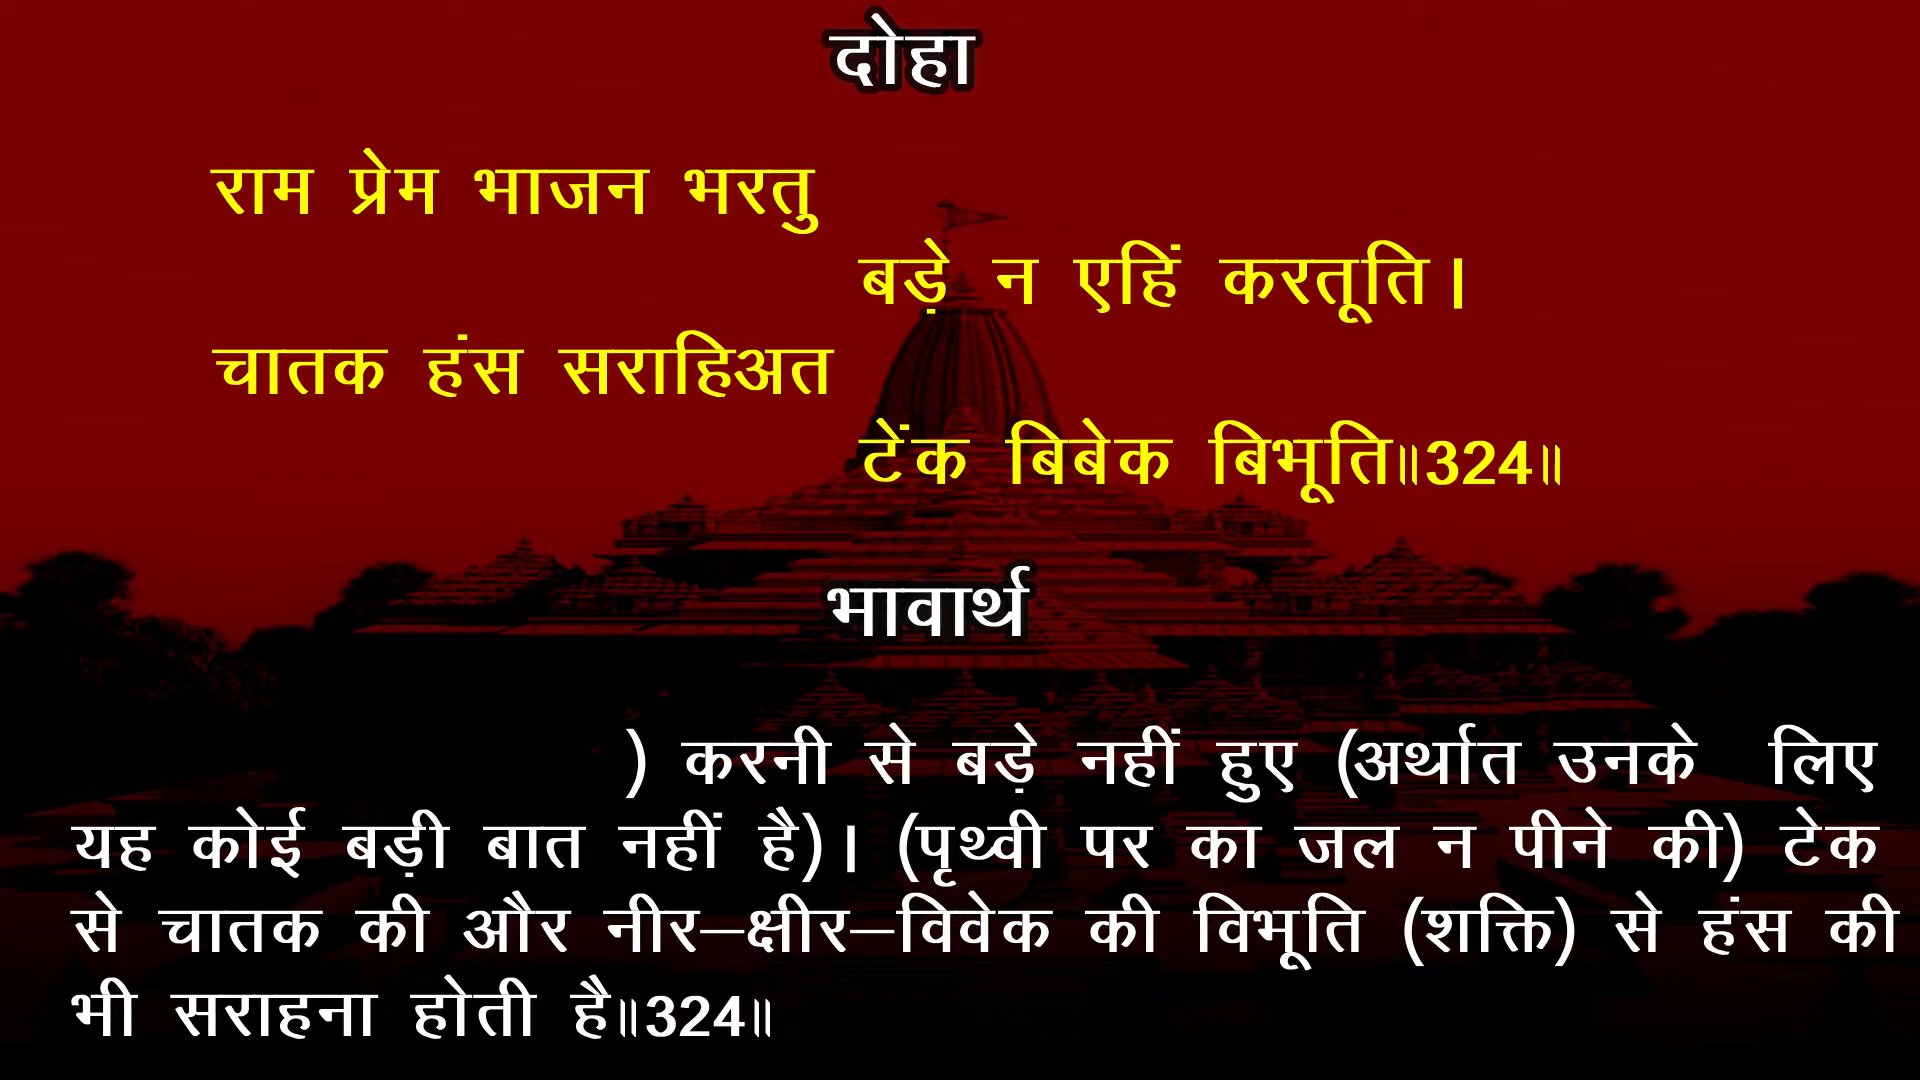 दोहा
राम प्रेम भाजन भरतु
बड़े न एहिं करतूति।
चातक हंस सराहिअत
टेंक बिबेक बिभूति॥324॥
भावार्थ
) करनी से बड़े नहीं हुए (अर्थात उनके लिए
यह कोई बड़ी बात नहीं है)। (पृथ्वी पर का जल न पीने की) टेक
से चातक की और नीर–क्षीर–विवेक की विभूति (शक्ति) से हंस की
भी सराहना होती है॥324॥